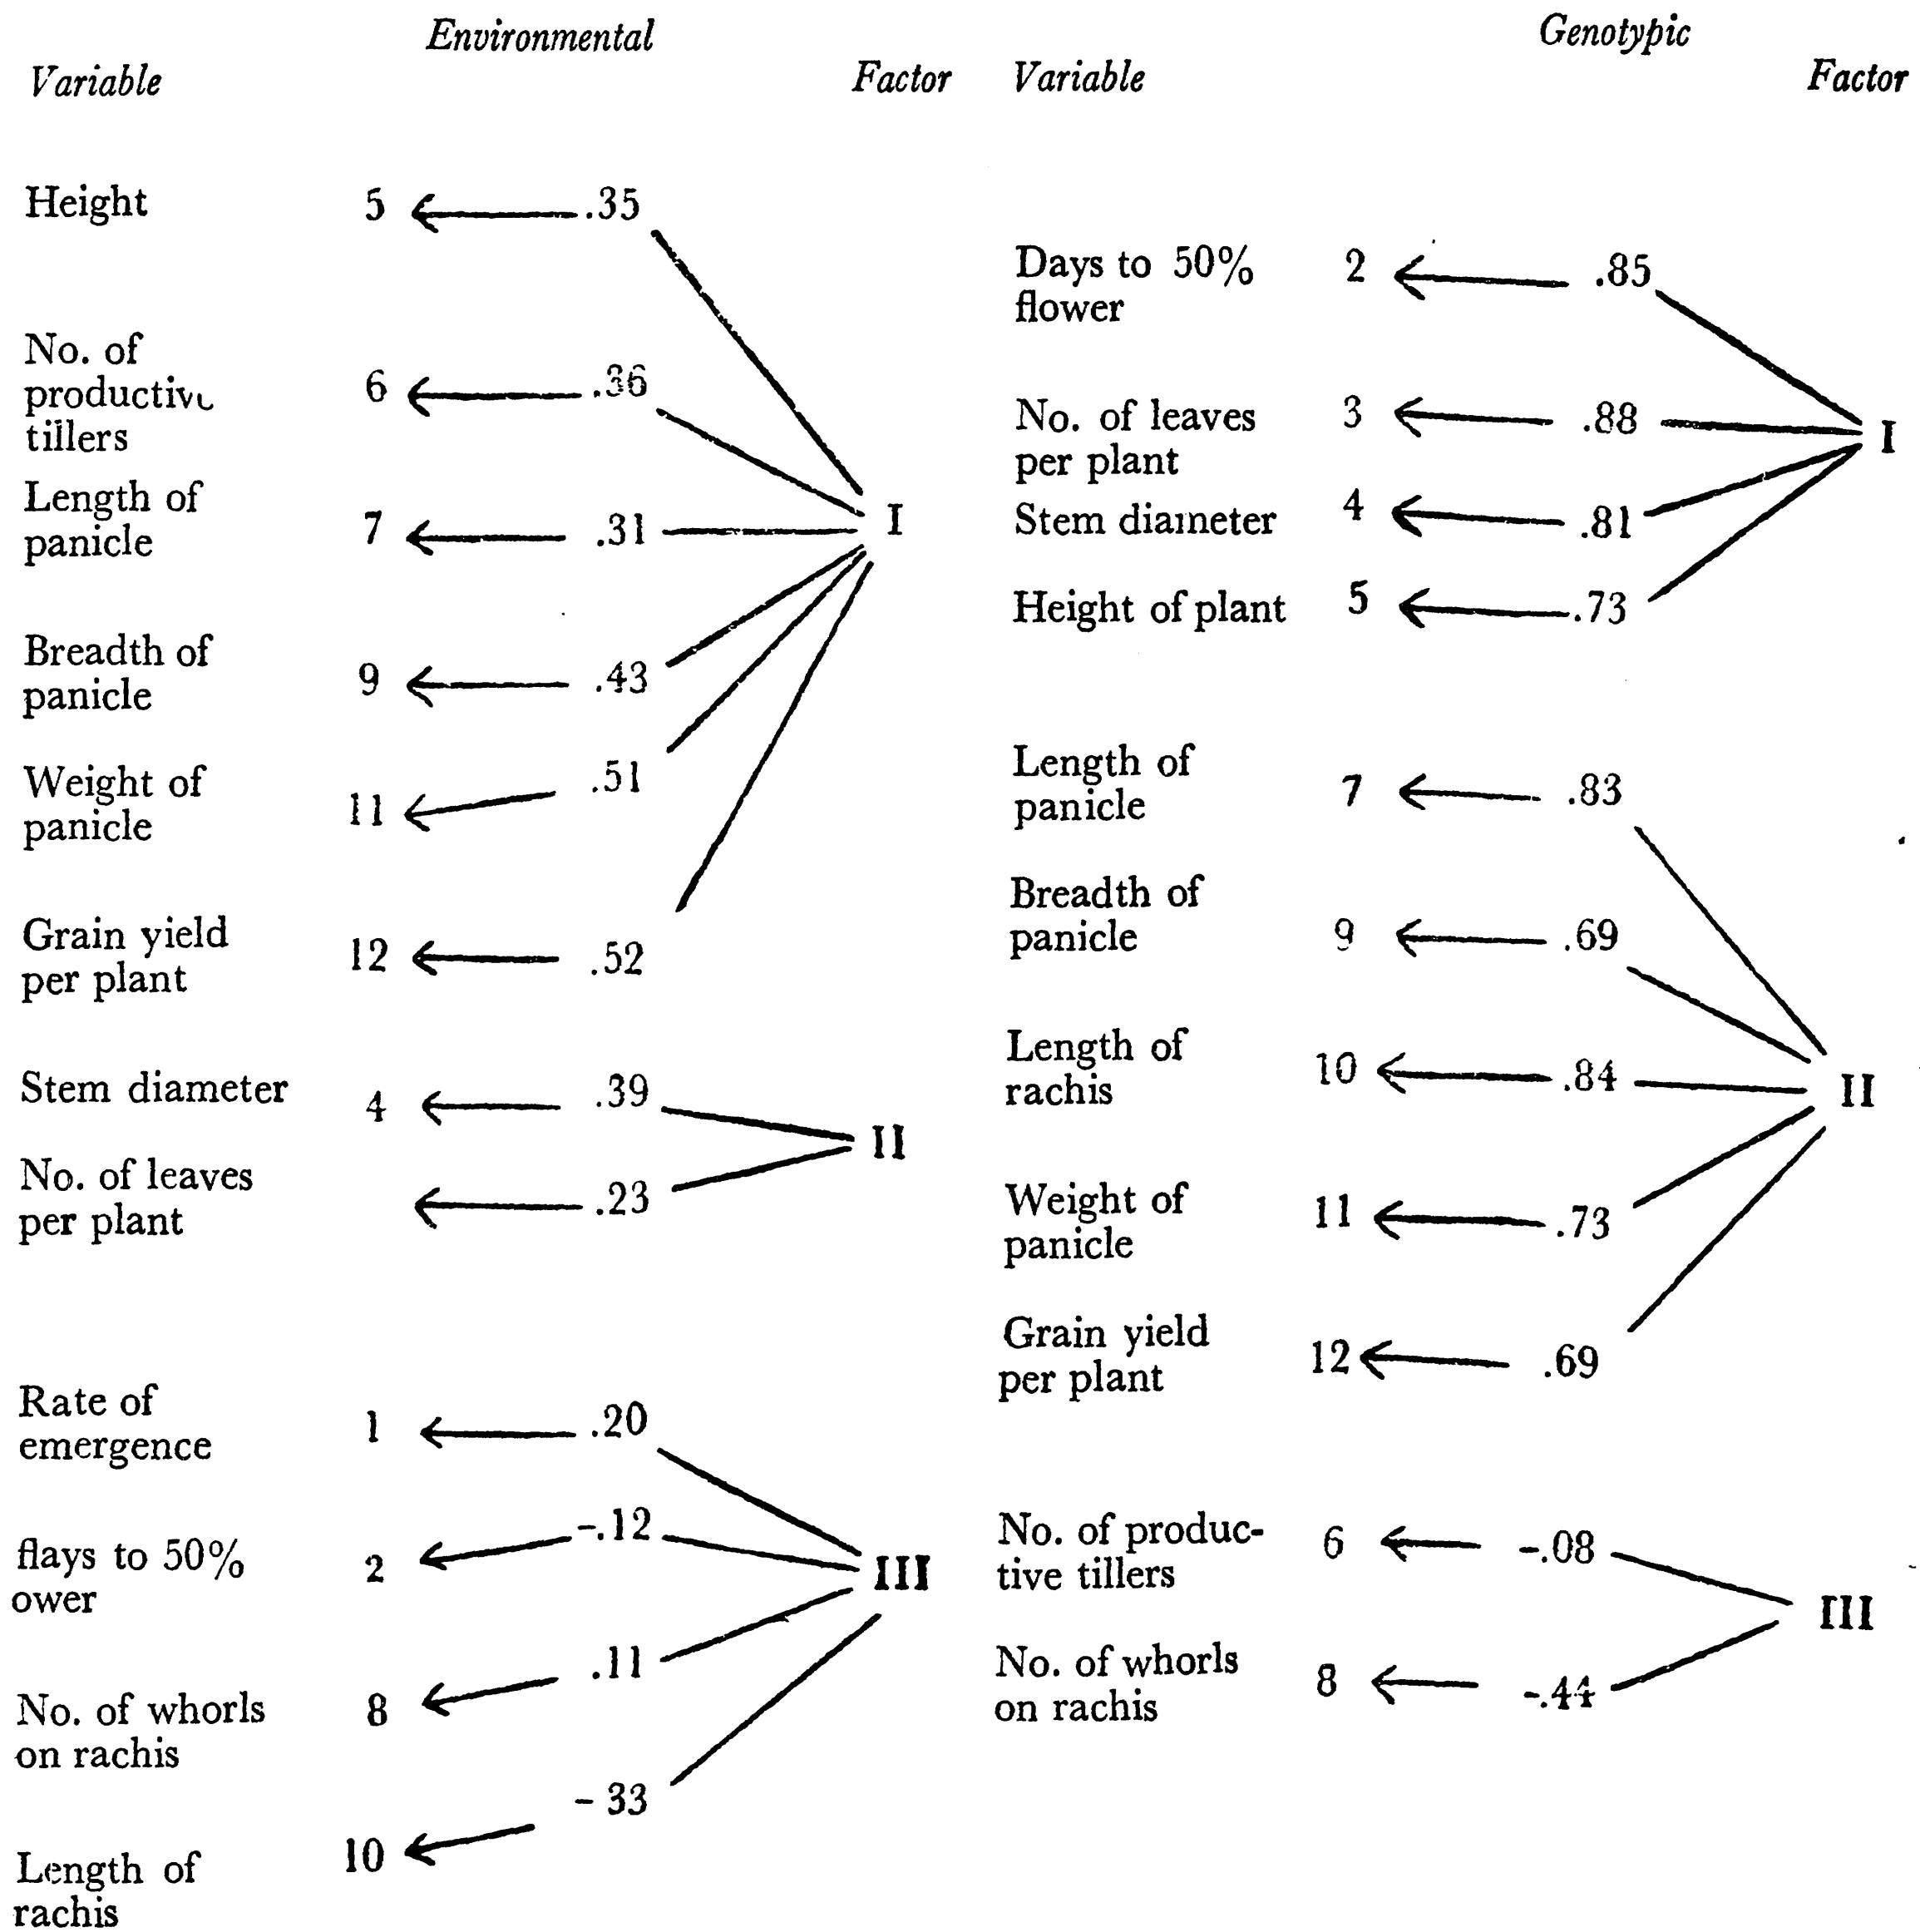 Environmental
Variable
Factor
Height 5 .35
No. of
productive 6 .36
tillers
Length of
panicle 7 .31
I
Breadth of
panicle 9 .43
Weight of
panicle 11 .51
Grain yield
per plant 12 .52
Stem diameter 4 .39
II
No. of leaves
per plant .23
Rate of
emergence 1 .20
flays to 50% 2 -.12
ower
III
No. of whorls 8 .11
on rachis
Length of 10 - 33
rachis
Genotypic
Variable
Factor
Days to 50% 2 .85
flower
No. of leaves 3 .88
per plant
I
Stem diameter 4 .81
Height of plant 5 .73
Length of
panicle 7 .83
Breadth of
panicle 9 .69
Length of
rachis 10 .84
II
Weight of
panicle 11 .73
Grain yield
per plant 12 .69
No. of produc- 6 -.08
tive tillers
III
No. of whorls 8 -.44
on rachis